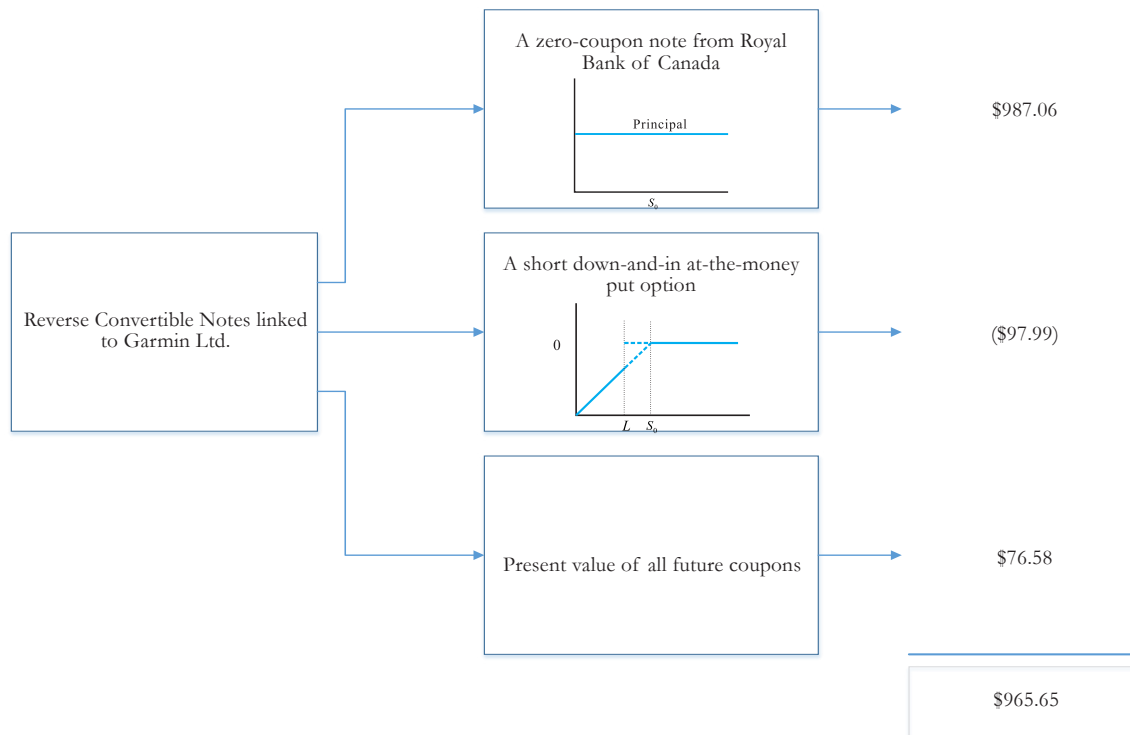 A zero-coupon note from Royal
Bank of Canada
Principal
S₀
$987.06
Reverse Convertible Notes linked
to Garmin Ltd.
A short down-and-in at-the-money
put option
0
L S₀
($97.99)
Present value of all future coupons
$76.58
$965.65